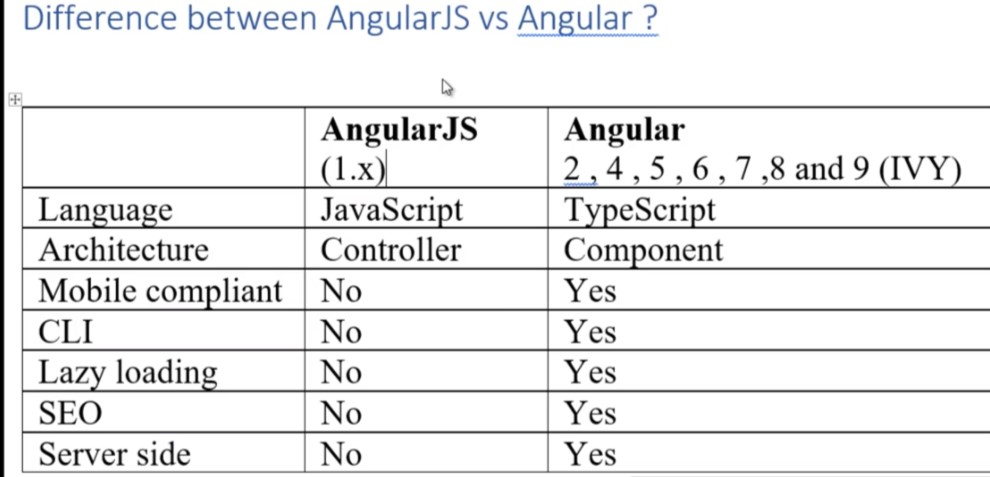 Difference between AngularJS vs Angular ?
AngularJS Angular
(1.x) 2 , 4 , 5 , 6 , 7 ,8 and 9 (IVY)
Language JavaScript TypeScript
Architecture Controller Component
Mobile compliant No Yes
CLI No Yes
Lazy loading No Yes
SEO No Yes
Server side No Yes